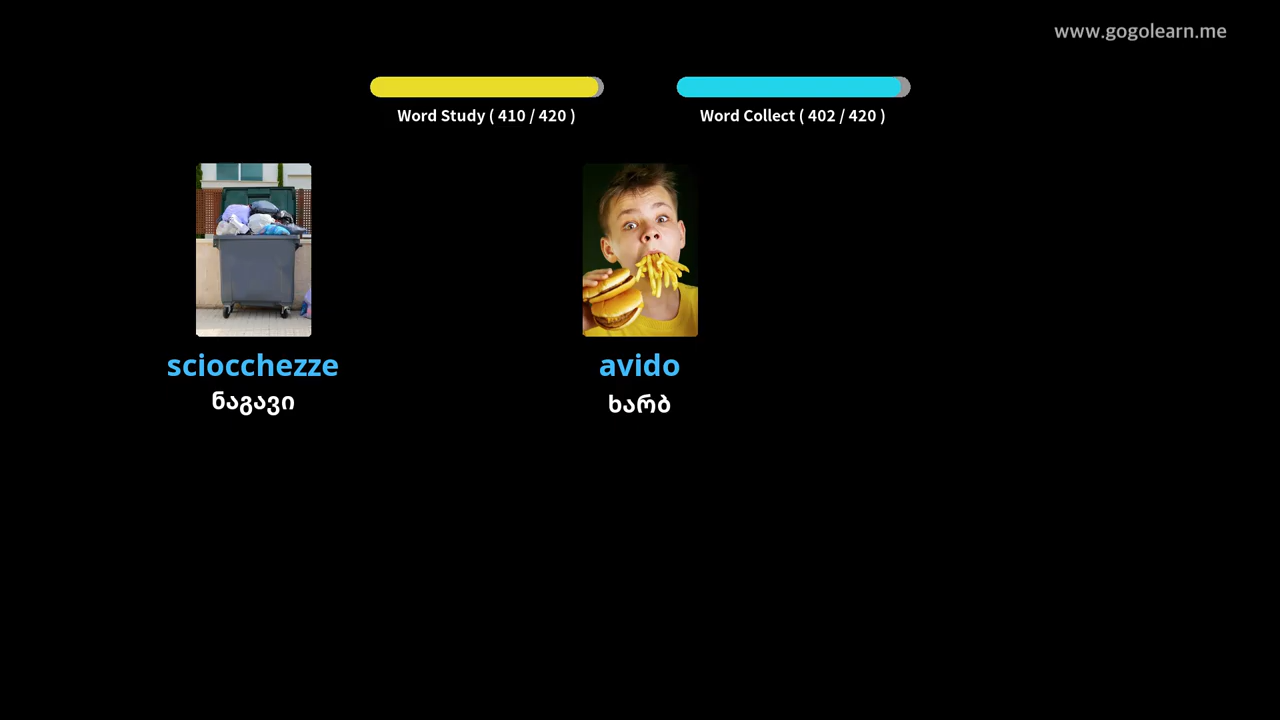 www.gogolearn.me
Word Study ( 410 / 420 )
Word Collect ( 402 / 420 )
sciocchezze
ნაგავი
avido
ხარბ